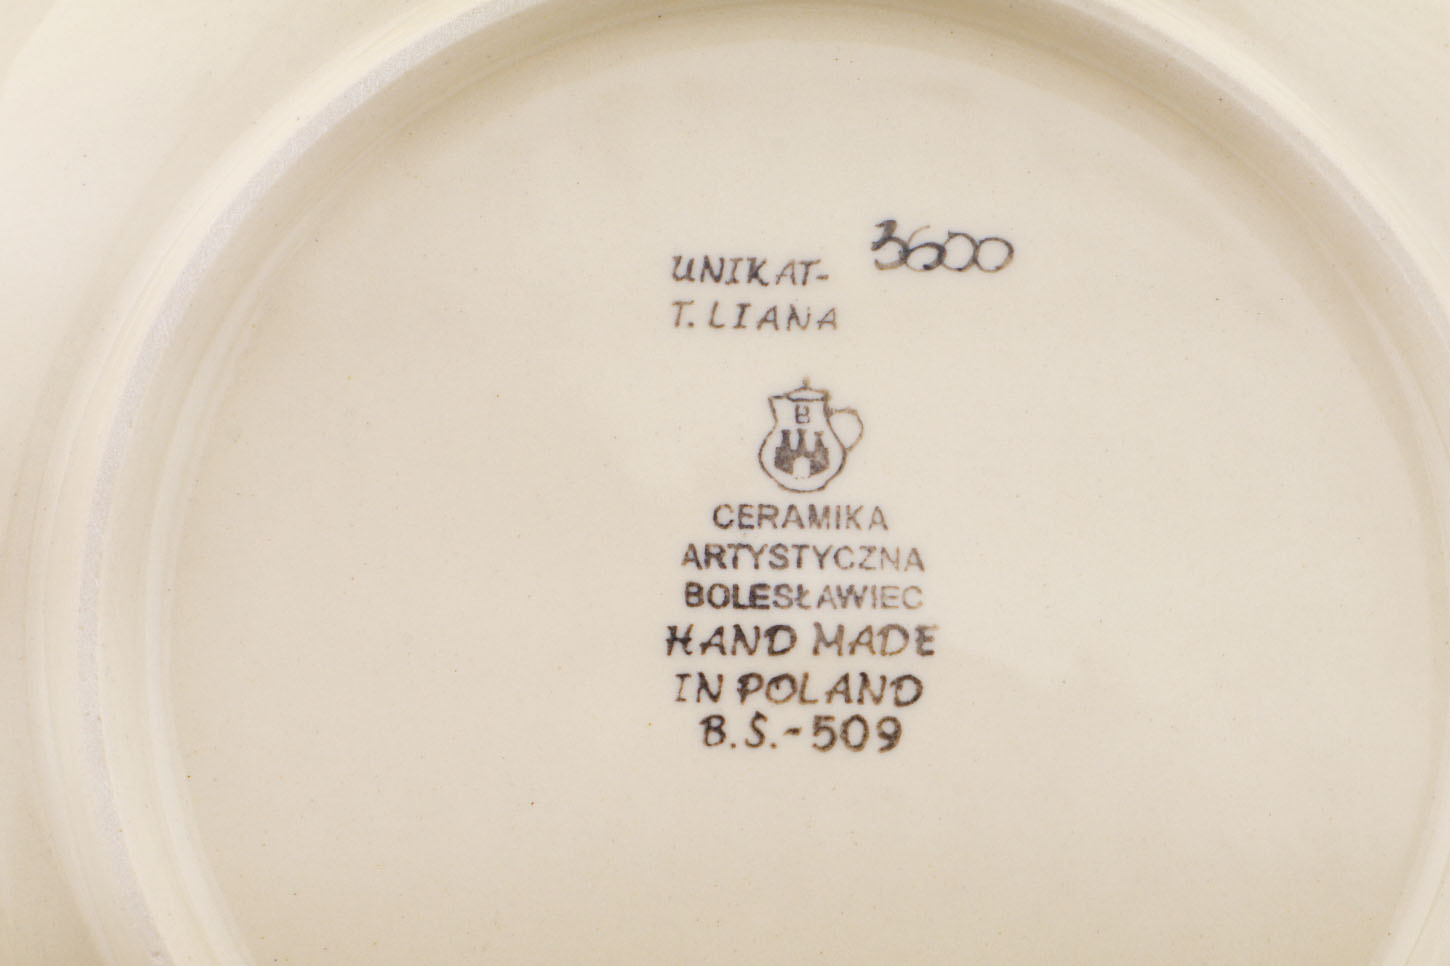 UNIKAT- 3600
T. LIANA
B
CERAMIKA
ARTYSTYCZNA
BOLESŁAWIEC
HAND MADE
IN POLAND
B.Ś.-509